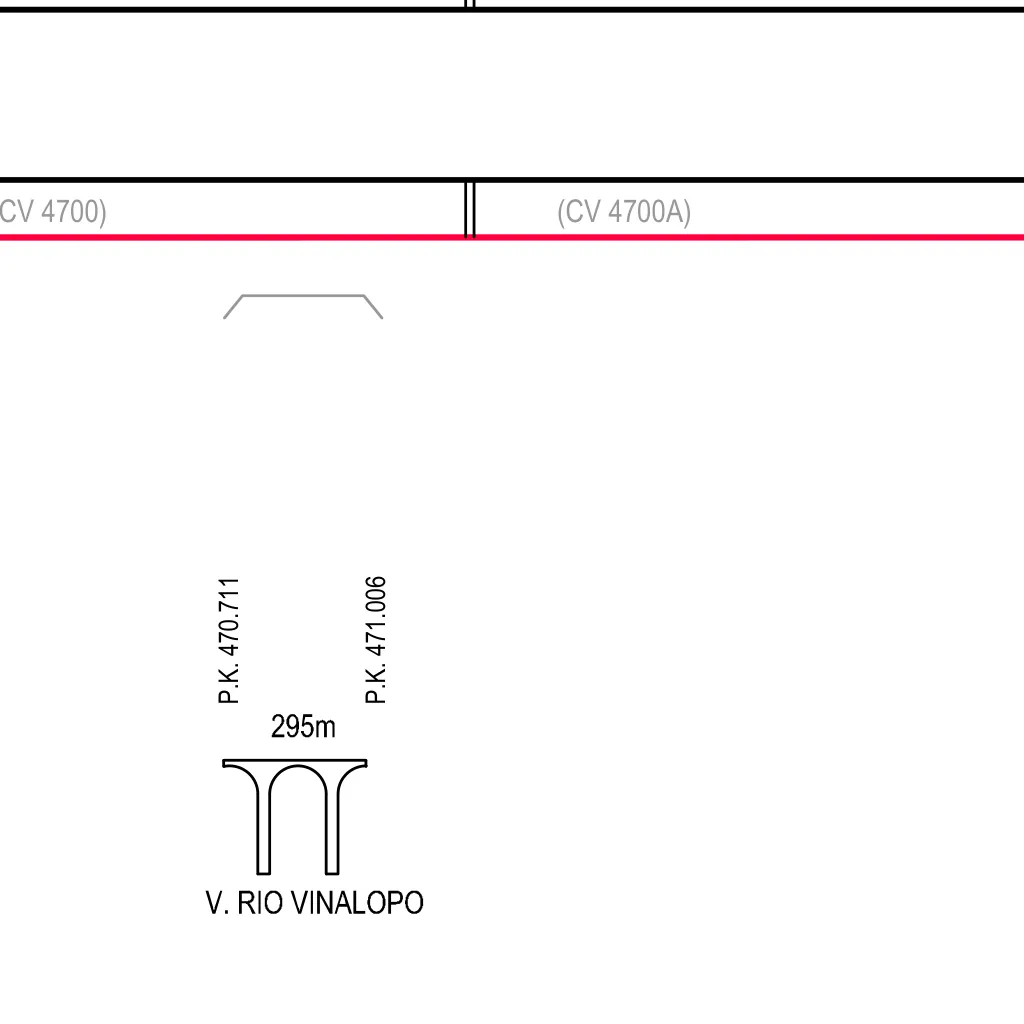 CV 4700)
(CV 4700A)
P.K. 470.711
P.K. 471.006
295m
V. RIO VINALOPO